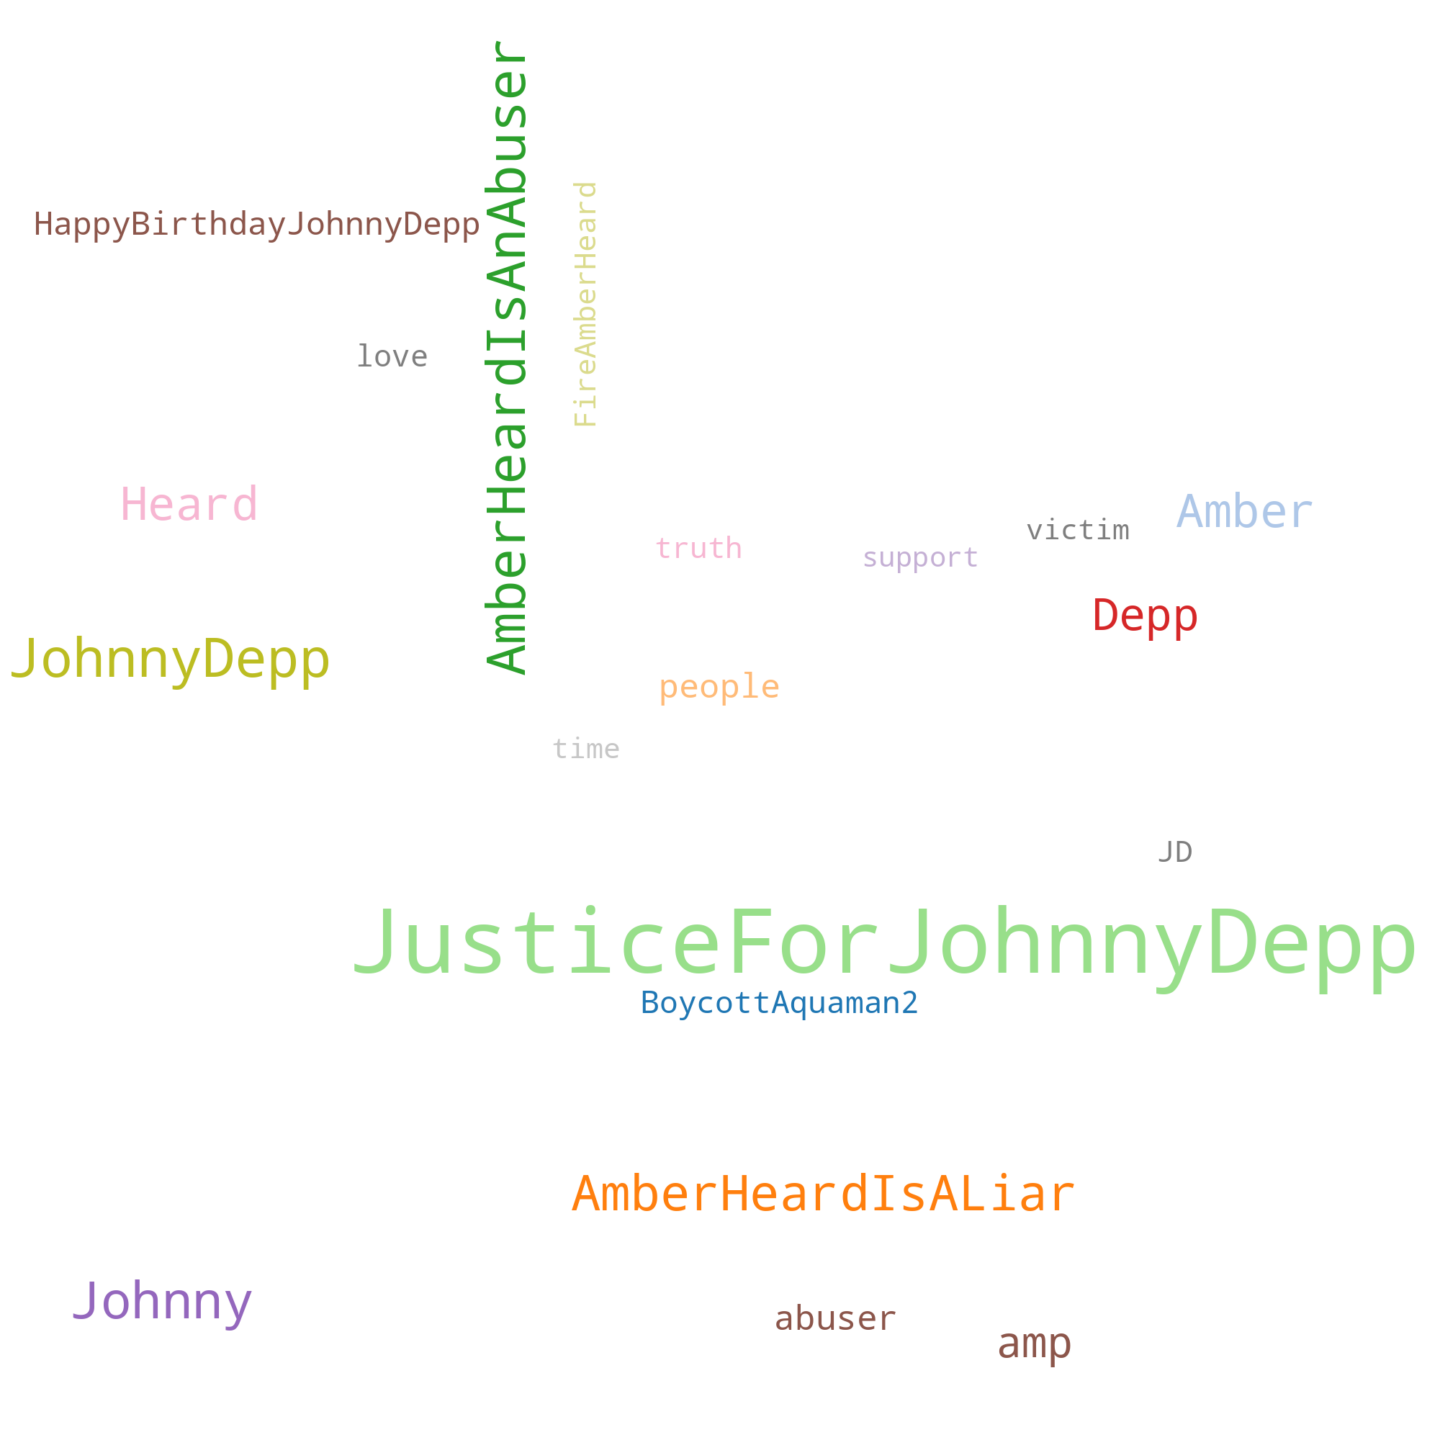 AmberHeardIsAnAbuser
HappyBirthdayJohnnyDepp
FireAmberHeard
love
Heard
Amber
victim
truth
support
Depp
JohnnyDepp
people
time
JD
JusticeForJohnnyDepp
BoycottAquaman2
AmberHeardIsALiar
Johnny
abuser
amp